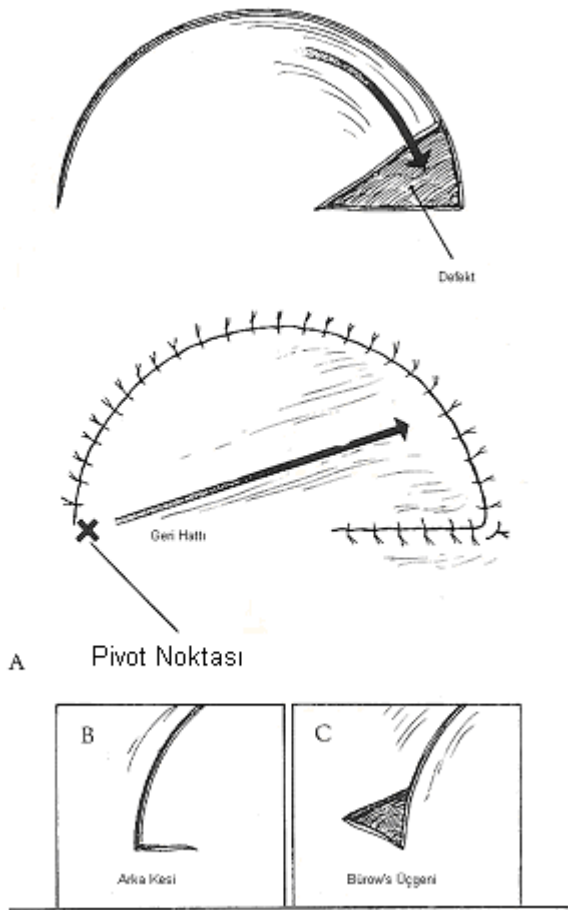 Defekt
Geri Hattı
Pivot Noktası
A
B
C
Arka Kesi
Bürow's Üçgeni